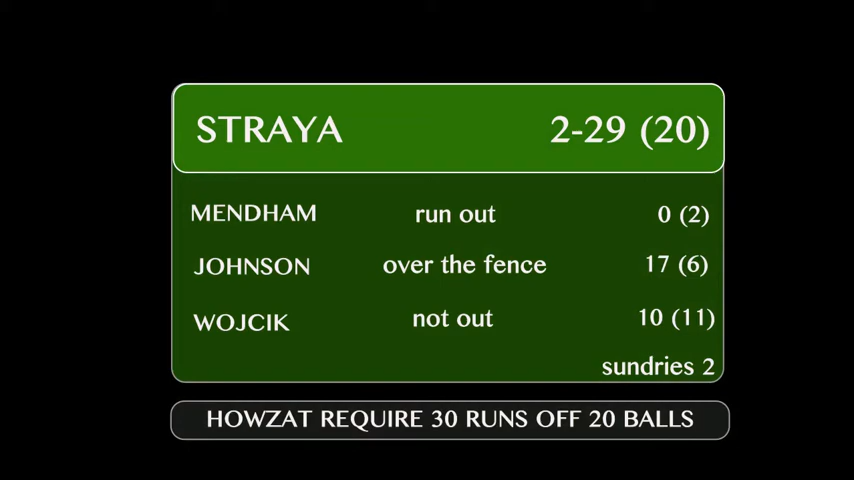 STRAYA 2-29 (20)
MENDHAM run out 0 (2)
JOHNSON over the fence 17 (6)
WOJCIK not out 10 (11)
sundries 2
HOWZAT REQUIRE 30 RUNS OFF 20 BALLS